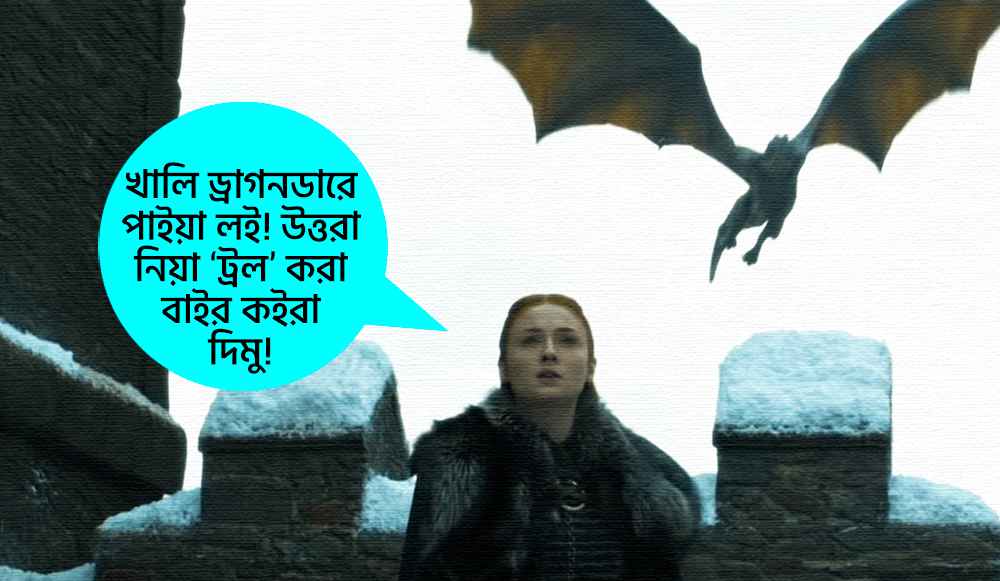 খালি ড্রাগনডারে
পাইয়া লই! উত্তরা
নিয়া ‘ট্রল’ করা
বাইর কইরা
দিমু!